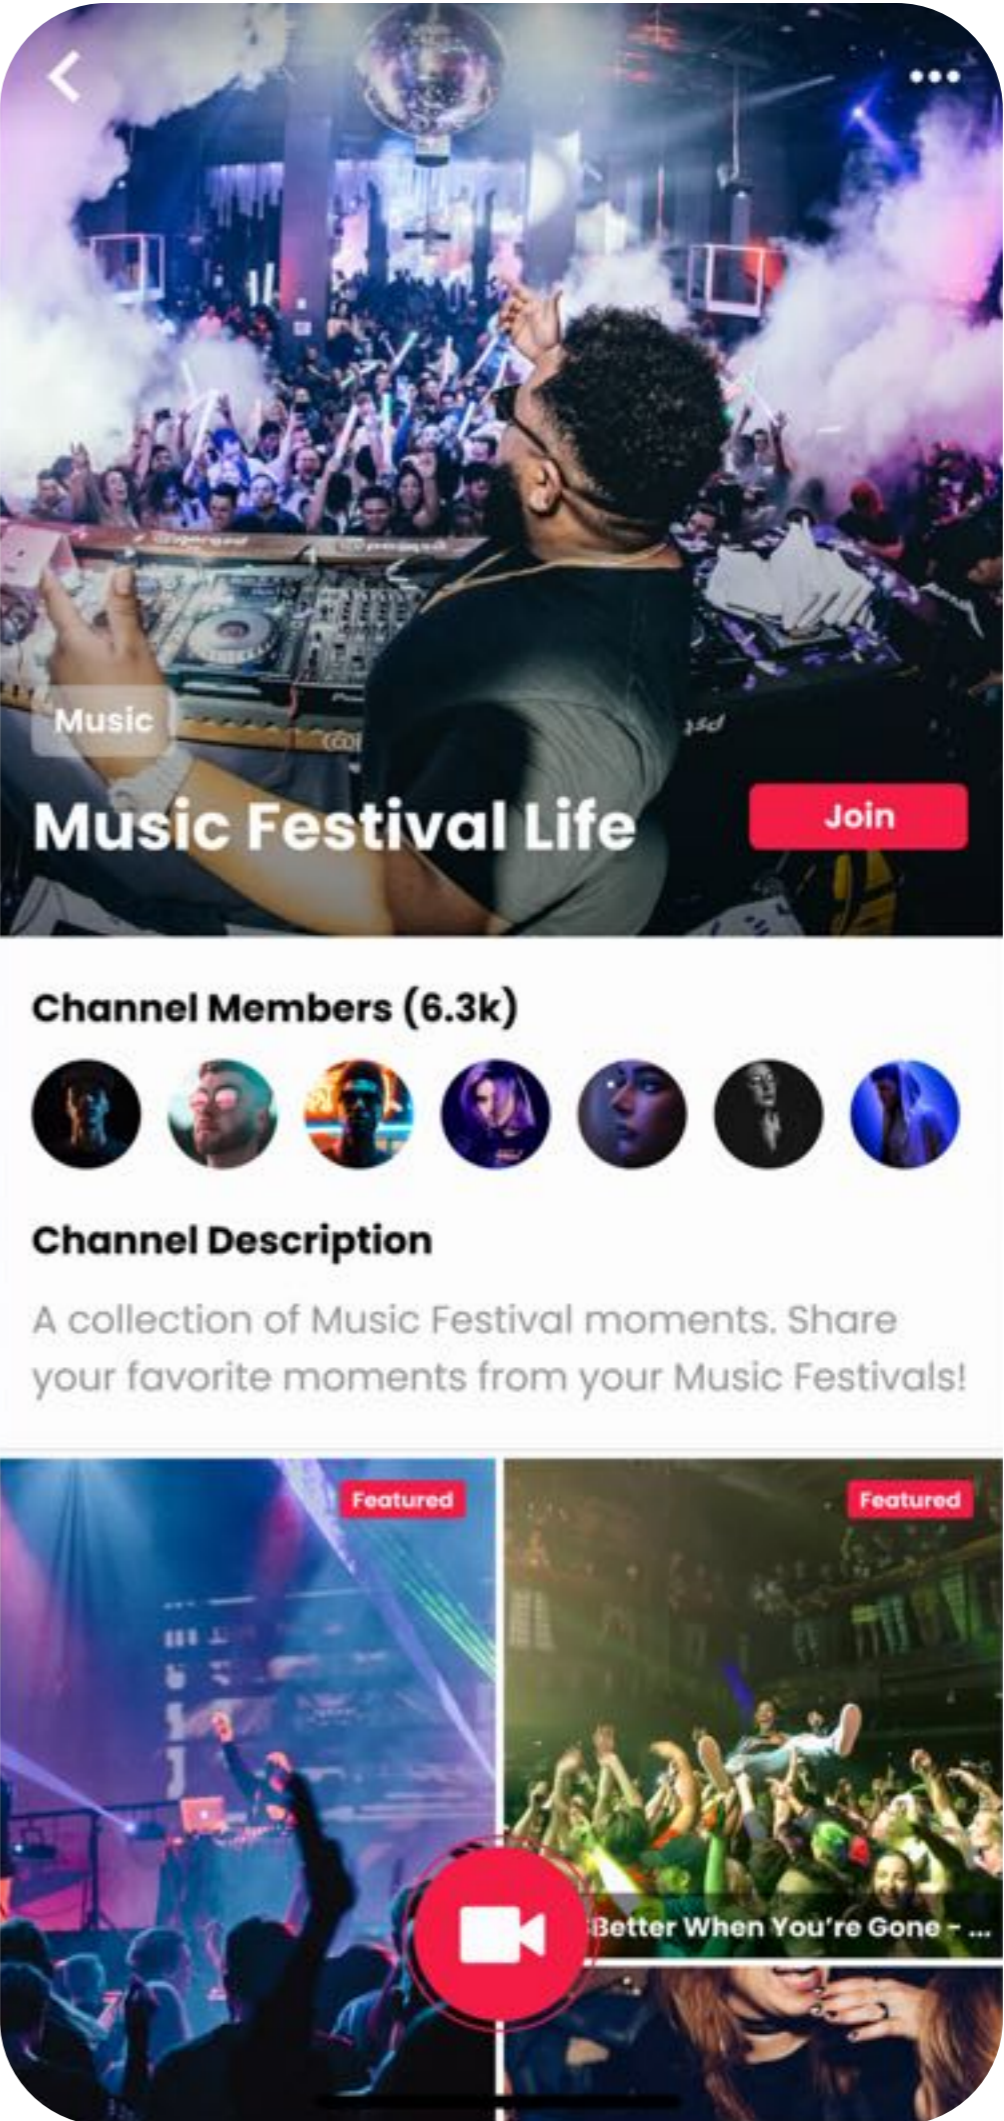 Music
Music Festival Life
Join
Channel Members (6.3k)
Channel Description
A collection of Music Festival moments. Share
your favorite moments from your Music Festivals!
Featured
Featured
Better When You're Gone - ...